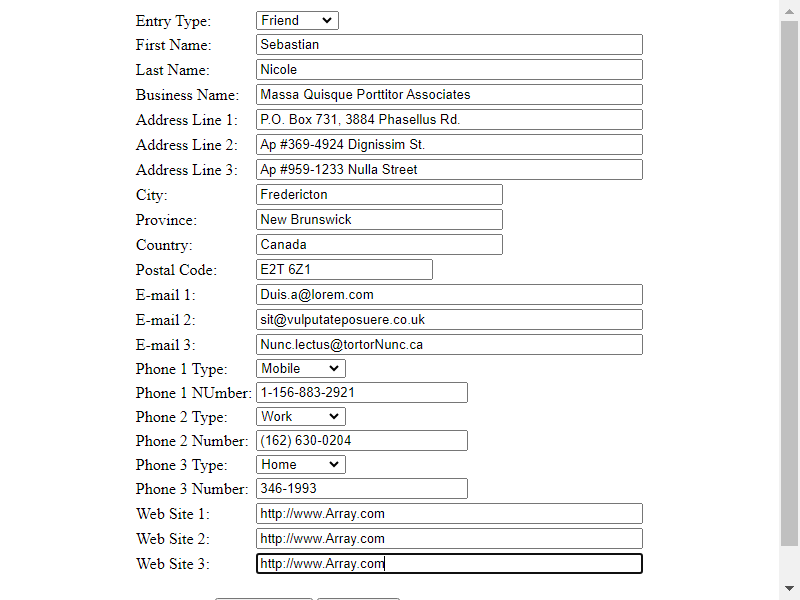 Entry Type: Friend
First Name: Sebastian
Last Name: Nicole
Business Name: Massa Quisque Porttitor Associates
Address Line 1: P.O. Box 731, 3884 Phasellus Rd.
Address Line 2: Ap #369-4924 Dignissim St.
Address Line 3: Ap #959-1233 Nulla Street
City: Fredericton
Province: New Brunswick
Country: Canada
Postal Code: E2T 6Z1
E-mail 1: Duis.a@lorem.com
E-mail 2: sit@vulputateposuere.co.uk
E-mail 3: Nunc.lectus@tortorNunc.ca
Phone 1 Type: Mobile
Phone 1 NUmber: 1-156-883-2921
Phone 2 Type: Work
Phone 2 Number: (162) 630-0204
Phone 3 Type: Home
Phone 3 Number: 346-1993
Web Site 1: http://www.Array.com
Web Site 2: http://www.Array.com
Web Site 3: http://www.Array.com